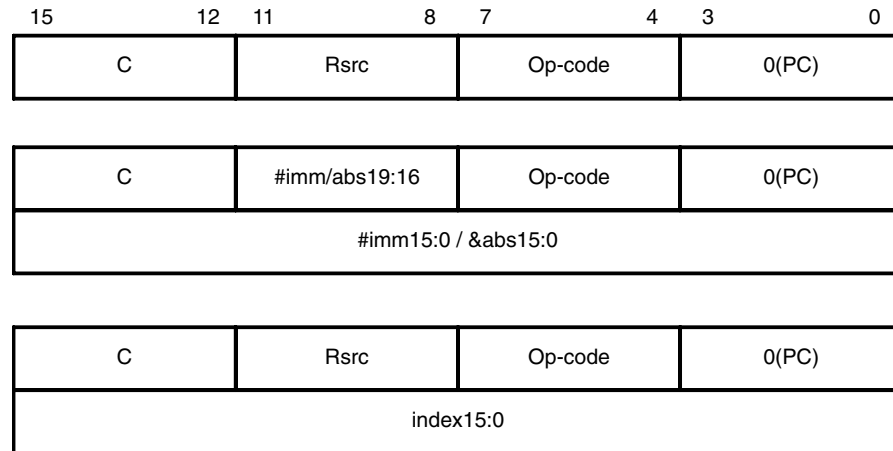 15 12 11 8 7 4 3 0
C Rsrc Op-code 0(PC)
C #imm/abs19:16 Op-code 0(PC)
#imm15:0 / &abs15:0
C Rsrc Op-code 0(PC)
index15:0